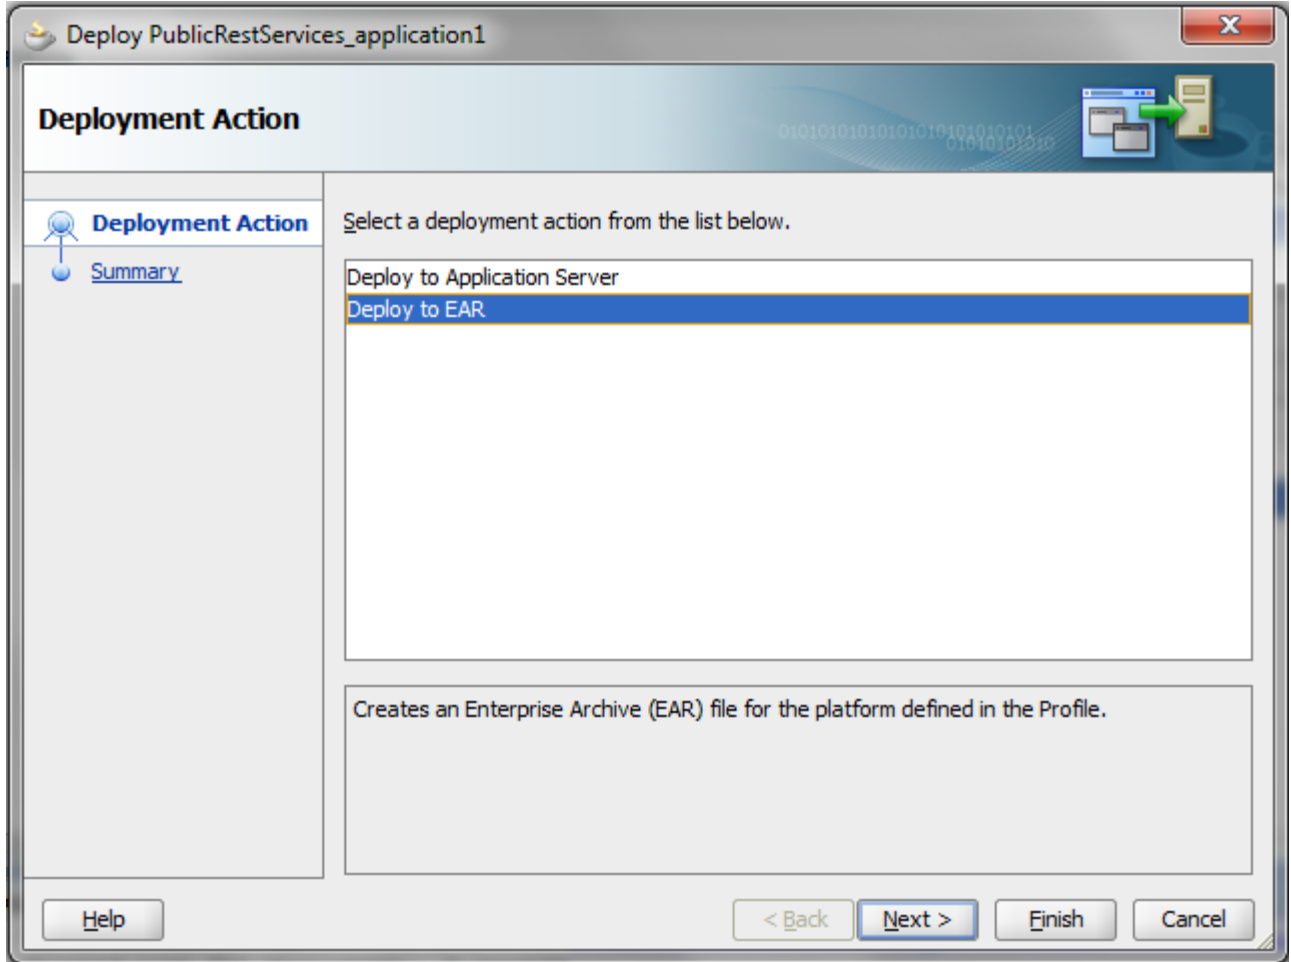 Deploy PublicRestServices_application1
Deployment Action
010101010101010101010101010101
01010101010
Deployment Action
Summary
Select a deployment action from the list below.
Deploy to Application Server
Deploy to EAR
Creates an Enterprise Archive (EAR) file for the platform defined in the Profile.
Help
< Back
Next >
Finish
Cancel